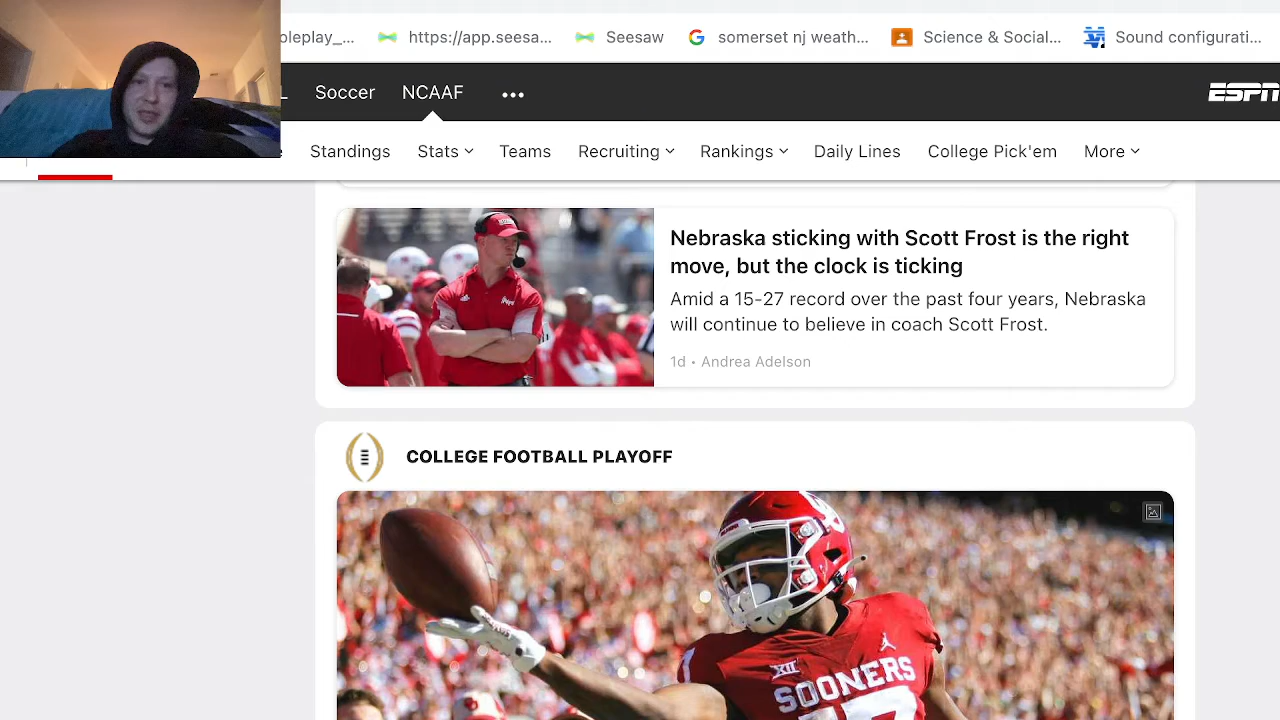 oleplay_...
https://app.seesa...
Seesaw
somerset nj weath...
Science & Social...
Sound configurati...
Soccer
NCAAF
...
ESPN
Standings
Stats
Teams
Recruiting
Rankings
Daily Lines
College Pick'em
More
Nebraska sticking with Scott Frost is the right
move, but the clock is ticking
Amid a 15-27 record over the past four years, Nebraska
will continue to believe in coach Scott Frost.
1d • Andrea Adelson
COLLEGE FOOTBALL PLAYOFF
XII
SOONERS